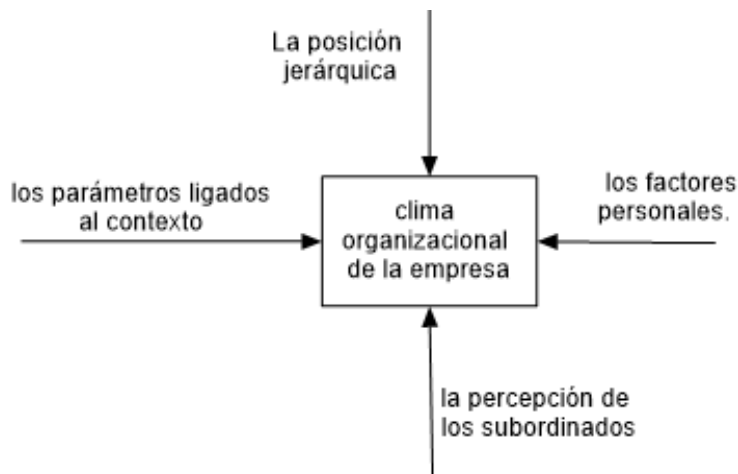 La posición
jerárquica
los parámetros ligados
al contexto
clima
organizacional
de la empresa
los factores
personales.
la percepción de
los subordinados